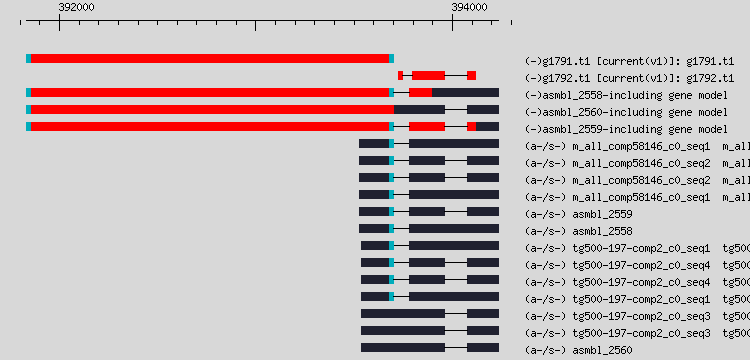 392000
394000
(-)g1791.t1 [current(v1)]: g1791.t1
(-)g1792.t1 [current(v1)]: g1792.t1
(-)asmbl_2558-including gene model
(-)asmbl_2560-including gene model
(-)asmbl_2559-including gene model
(a-/s-) m_all_comp58146_c0_seq1 m_all
(a-/s-) m_all_comp58146_c0_seq2 m_all
(a-/s-) m_all_comp58146_c0_seq2 m_all
(a-/s-) m_all_comp58146_c0_seq1 m_all
(a-/s-) asmbl_2559
(a-/s-) asmbl_2558
(a-/s-) tg500-197-comp2_c0_seq1 tg500
(a-/s-) tg500-197-comp2_c0_seq4 tg500
(a-/s-) tg500-197-comp2_c0_seq4 tg500
(a-/s-) tg500-197-comp2_c0_seq1 tg500
(a-/s-) tg500-197-comp2_c0_seq3 tg500
(a-/s-) tg500-197-comp2_c0_seq3 tg500
(a-/s-) asmbl_2560